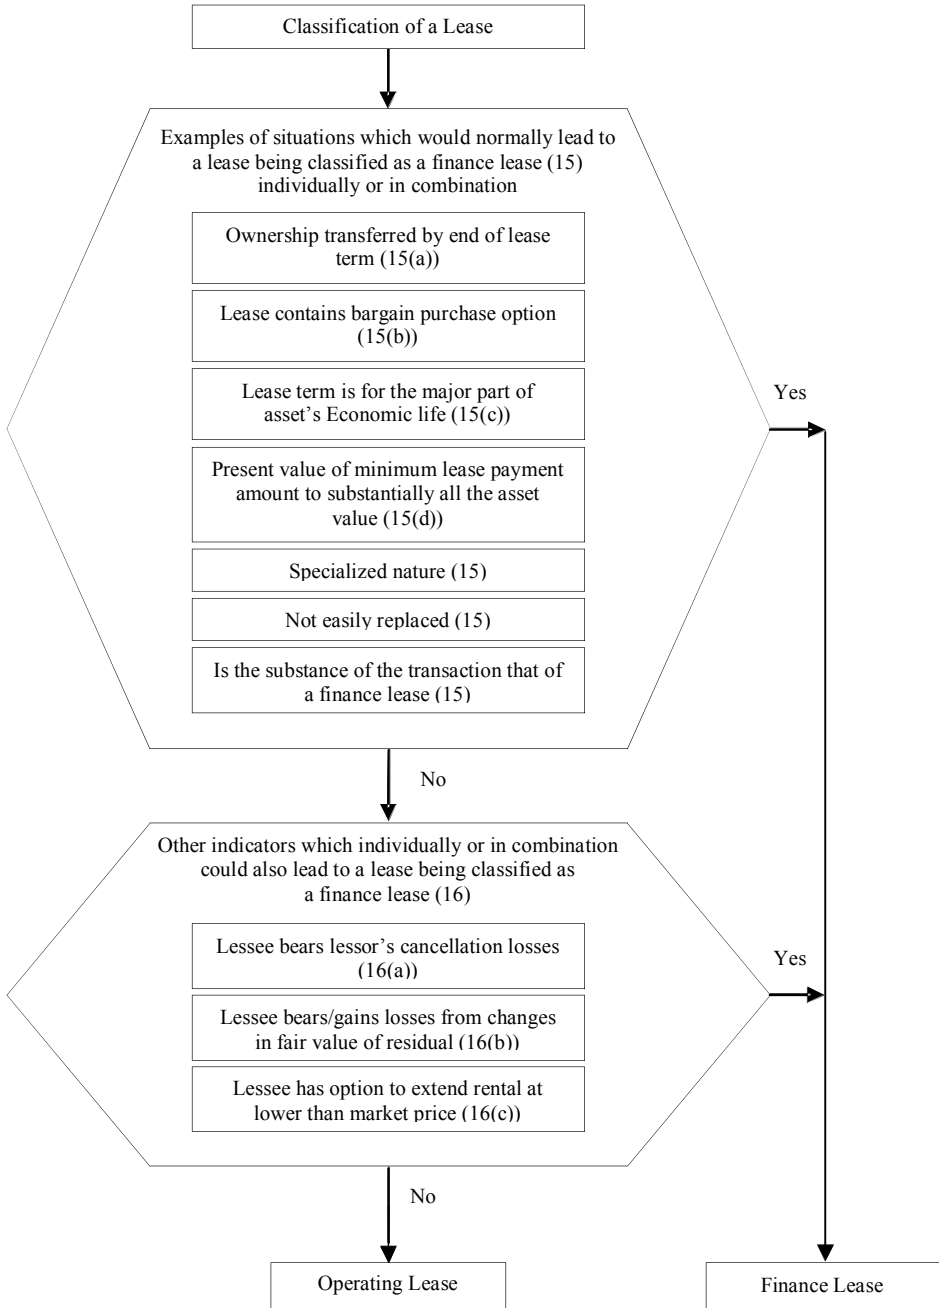 Classification of a Lease
Examples of situations which would normally lead to
a lease being classified as a finance lease (15)
individually or in combination
Ownership transferred by end of lease
term (15(a))
Lease contains bargain purchase option
(15(b))
Lease term is for the major part of
asset's Economic life (15(c))
Yes
Present value of minimum lease payment
amount to substantially all the asset
value (15(d))
Specialized nature (15)
Not easily replaced (15)
Is the substance of the transaction that of
a finance lease (15)
No
Other indicators which individually or in combination
could also lead to a lease being classified as
a finance lease (16)
Lessee bears lessor's cancellation losses
(16(a))
Yes
Lessee bears/gains losses from changes
in fair value of residual (16(b))
Lessee has option to extend rental at
lower than market price (16(c))
No
Operating Lease
Finance Lease